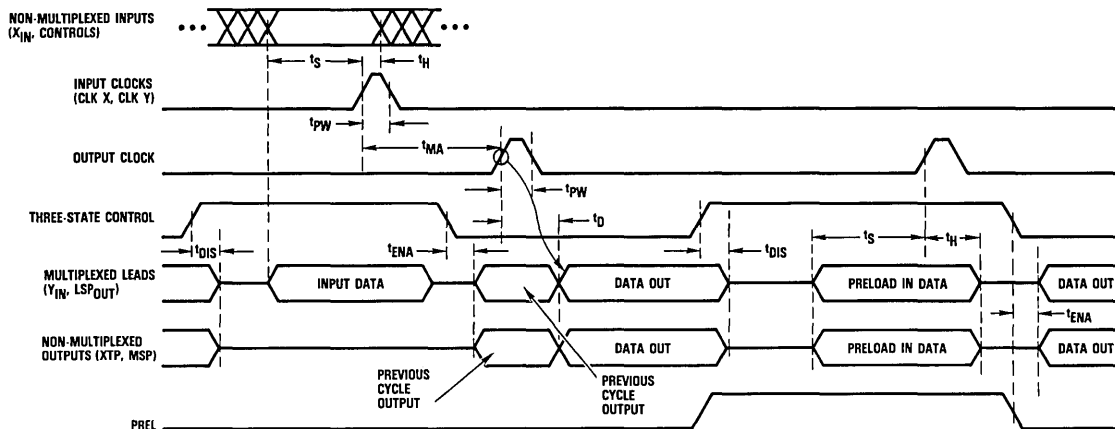 NON-MULTIPLEXED INPUTS
(XIN, CONTROLS)
tS
tH
INPUT CLOCKS
(CLK X, CLK Y)
tPW
tMA
OUTPUT CLOCK
tPW
THREE-STATE CONTROL
tD
tDIS
tENA
tDIS
tS
tH
MULTIPLEXED LEADS
(YIN, LSPOUT)
INPUT DATA
DATA OUT
PRELOAD IN DATA
DATA OUT
tENA
NON-MULTIPLEXED
OUTPUTS (XTP, MSP)
DATA OUT
PRELOAD IN DATA
DATA OUT
PREVIOUS
CYCLE
OUTPUT
PREVIOUS
CYCLE
OUTPUT
PREL